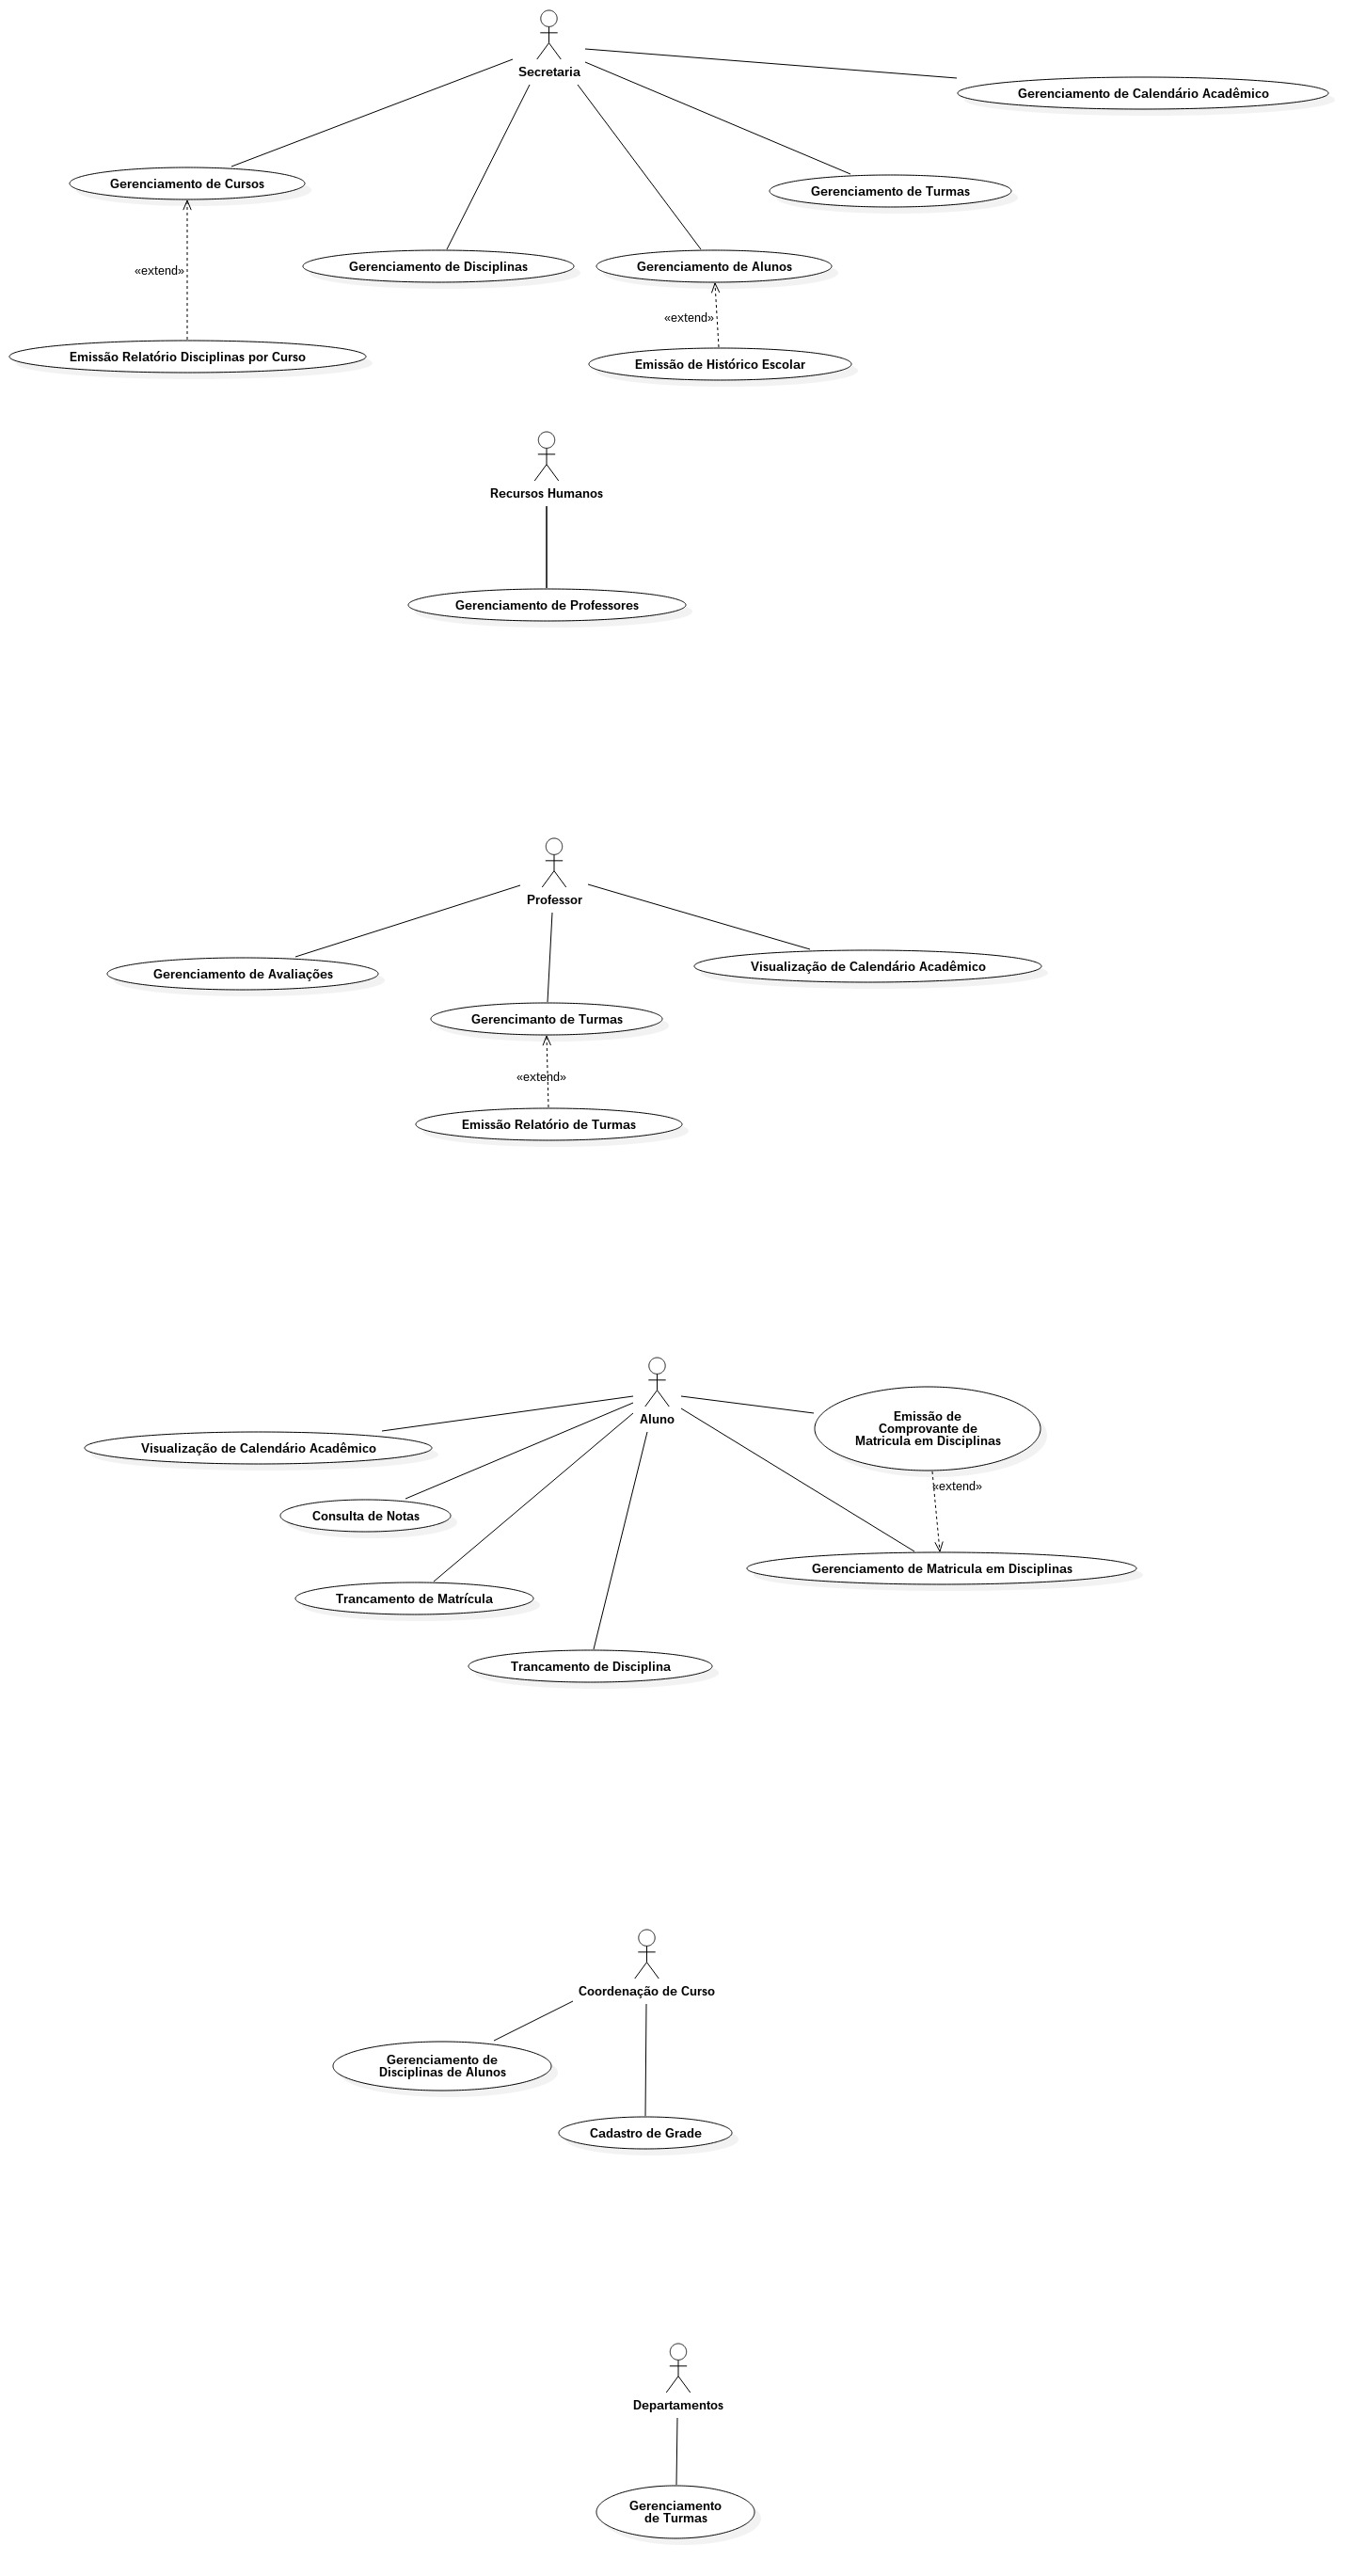 Secretaria
Gerenciamento de Calendário Acadêmico
Gerenciamento de Cursos
Gerenciamento de Turmas
Gerenciamento de Disciplinas
Gerenciamento de Alunos
«extend»
«extend»
Emissão Relatório Disciplinas por Curso
Emissão de Histórico Escolar
Recursos Humanos
Gerenciamento de Professores
Professor
Gerenciamento de Avaliações
Visualização de Calendário Acadêmico
Gerencimanto de Turmas
«extend»
Emissão Relatório de Turmas
Aluno
Emissão de
Comprovante de
Matricula em Disciplinas
Visualização de Calendário Acadêmico
«extend»
Consulta de Notas
Gerenciamento de Matricula em Disciplinas
Trancamento de Matrícula
Trancamento de Disciplina
Coordenação de Curso
Gerenciamento de
Disciplinas de Alunos
Cadastro de Grade
Departamentos
Gerenciamento
de Turmas